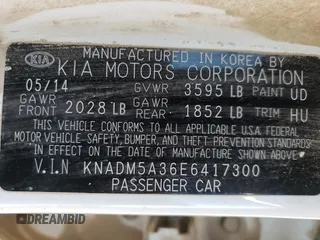 MANUFACTURED IN KOREA BY
KIA KIA MOTORS CORPORATION
05/14 GVWR 3595 LB PAINT UD
GAWR FRONT 2028 LB GAWR REAR: 1852 LB TRIM HU
THIS VEHICLE CONFORMS TO ALL APPLICABLE U.S.A FEDERAL
MOTOR VEHICLE SAFETY, BUMPER, AND THEFT PREVENTION
STANDARDS IN EFFECT ON THE DATE OF MANUFACTURE SHOWN
ABOVE.
V.I.N KNADM5A36E6417300
PASSENGER CAR
DREAMBID